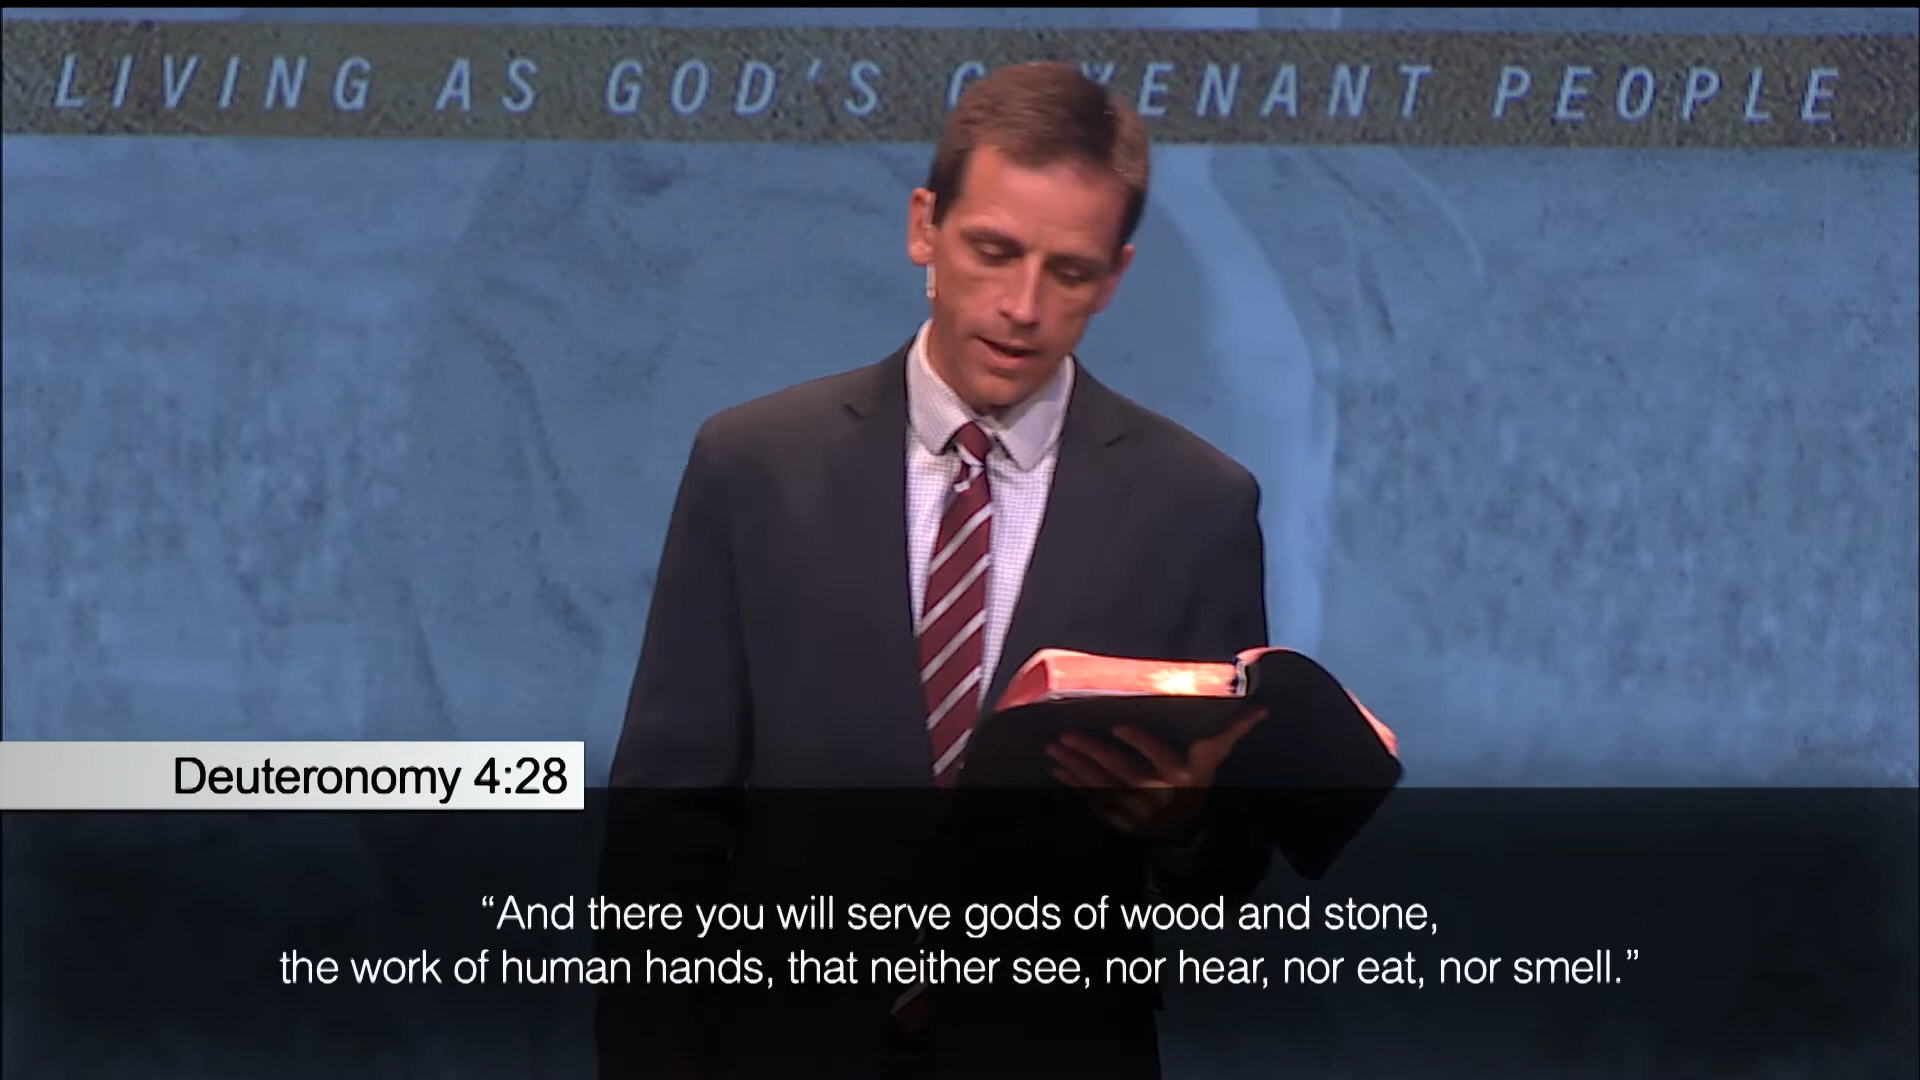 LIVING AS GOD'S COVENANT PEOPLE
Deuteronomy 4:28
“And there you will serve gods of wood and stone,
the work of human hands, that neither see, nor hear, nor eat, nor smell.”